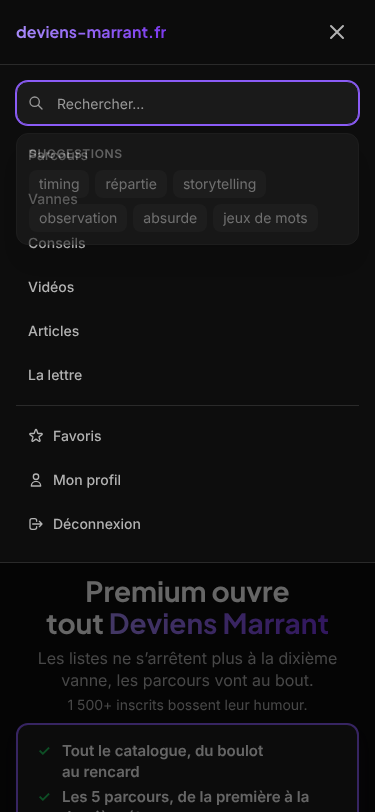 deviens-marrant.fr
Rechercher...
SUGGESTIONS
Parcours
timing répartie storytelling
Vannes
observation absurde jeux de mots
Conseils
Vidéos
Articles
La lettre
Favoris
Mon profil
Déconnexion
Premium ouvre
tout Deviens Marrant
Les listes ne s'arrêtent plus à la dixième
vanne, les parcours vont au bout.
1 500+ inscrits bossent leur humour.
Tout le catalogue, du boulot
au rencard
Les 5 parcours, de la première à la